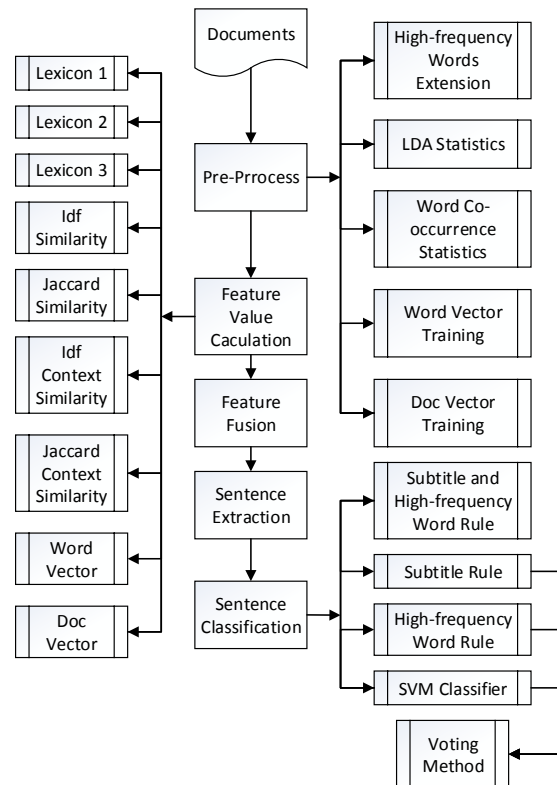 Documents
Pre-Prrocess
Feature
Value
Caculation
Feature
Fusion
Sentence
Extraction
Sentence
Classification
Lexicon 1
Lexicon 2
Lexicon 3
Idf
Similarity
Jaccard
Similarity
Idf
Context
Similarity
Jaccard
Context
Similarity
Word
Vector
Doc
Vector
High-frequency
Words
Extension
LDA Statistics
Word Co-
occurrence
Statistics
Word Vector
Training
Doc Vector
Training
Subtitle and
High-frequency
Word Rule
Subtitle Rule
High-frequency
Word Rule
SVM Classifier
Voting
Method